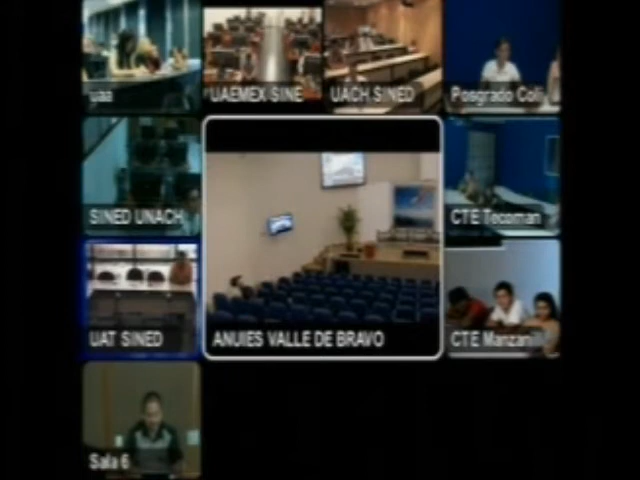 uaa
UAEMEX SINE
UACH SINED
Posgrado Coli
SINED UNACH
CTE Tecoman
UAT SINED
ANUIES VALLE DE BRAVO
CTE Manzanill
Sala 6